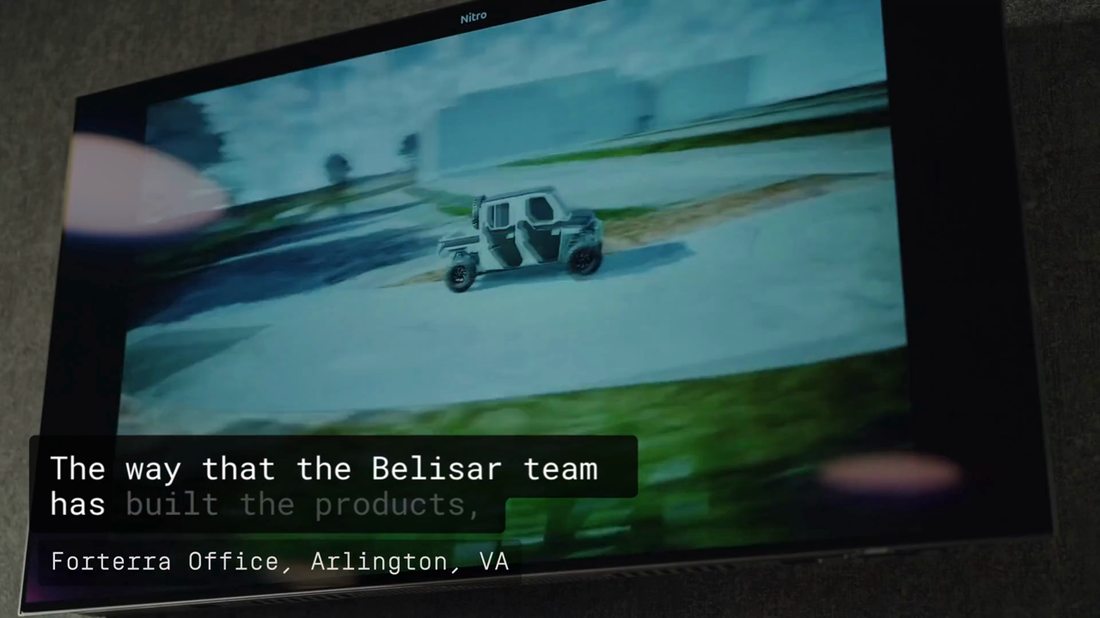 Nitro
The way that the Belisar team
has built the products,
Forterra Office, Arlington, VA